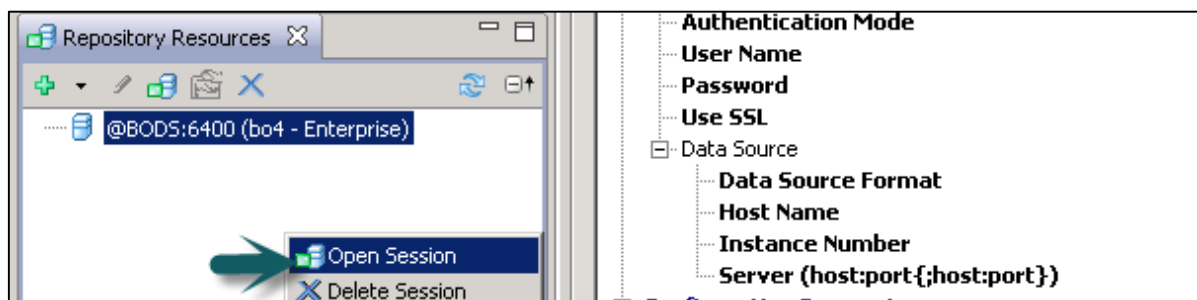 Repository Resources
@BODS:6400 (bo4 - Enterprise)
Open Session
Delete Session
Authentication Mode
User Name
Password
Use SSL
Data Source
Data Source Format
Host Name
Instance Number
Server (host:port{;host:port})